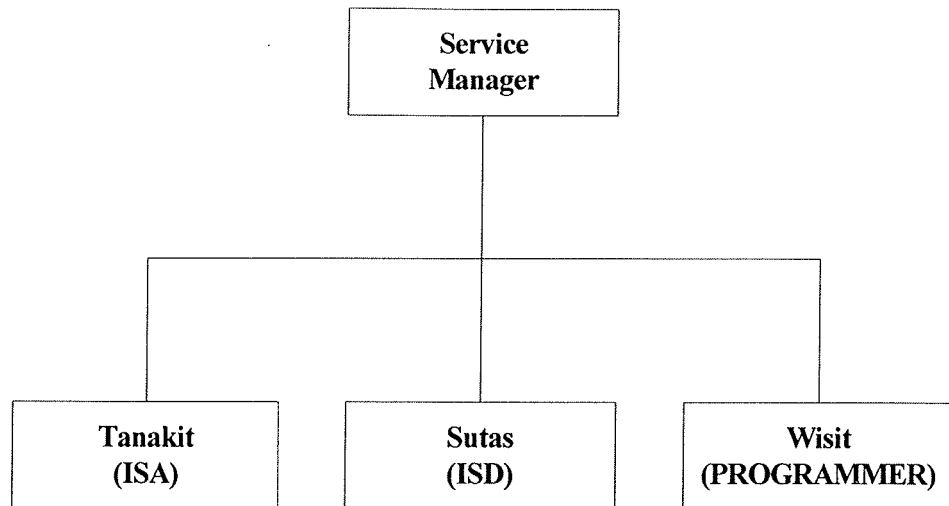 Service
Manager
Tanakit
(ISA)
Sutas
(ISD)
Wisit
(PROGRAMMER)